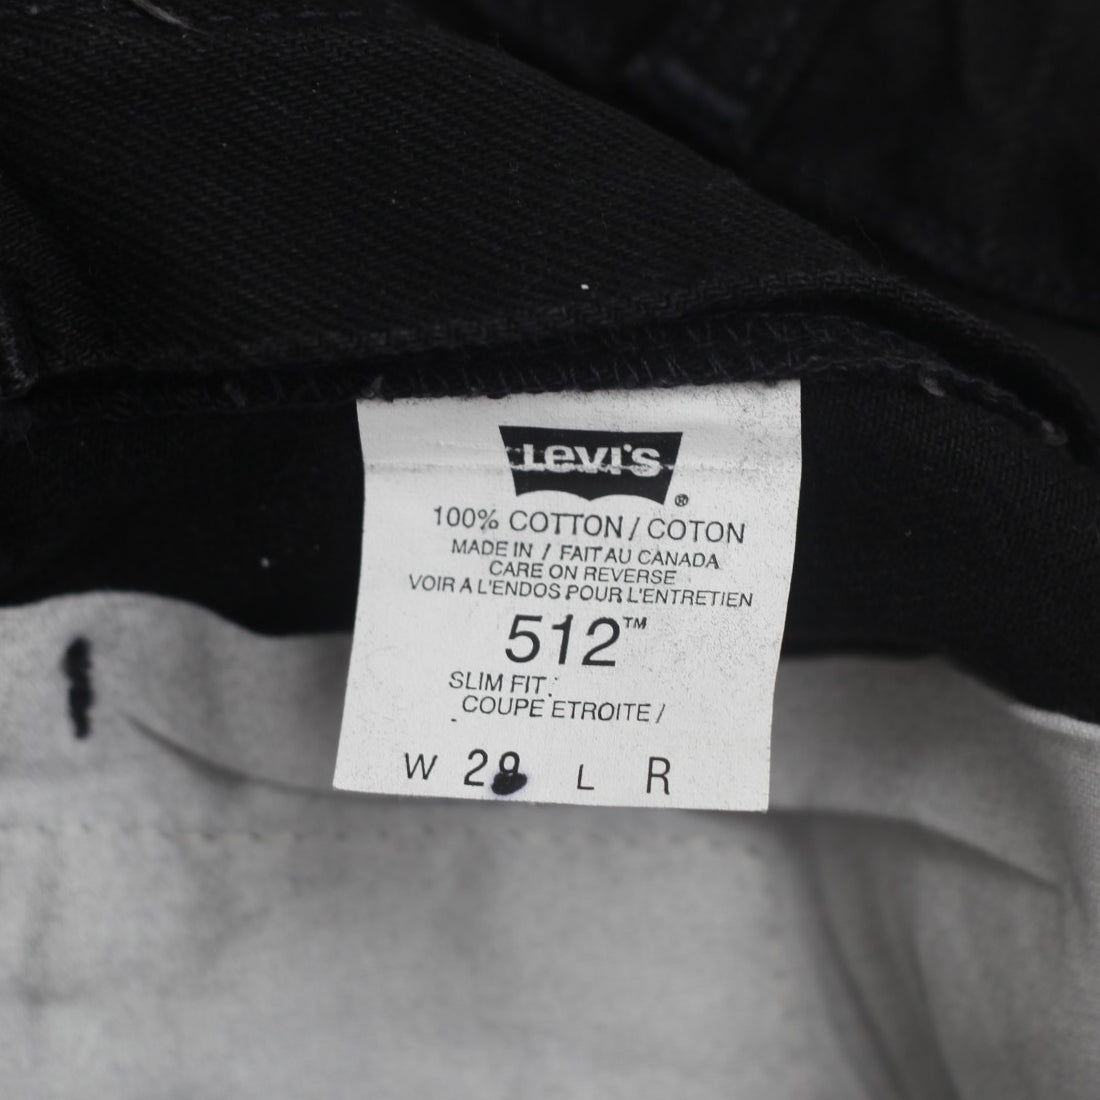 Levi's ®
100% COTTON / COTON
MADE IN / FAIT AU CANADA
CARE ON REVERSE
VOIR A L'ENDOS POUR L'ENTRETIEN
512™
SLIM FIT
COUPE ETROITE /
W 29 L R